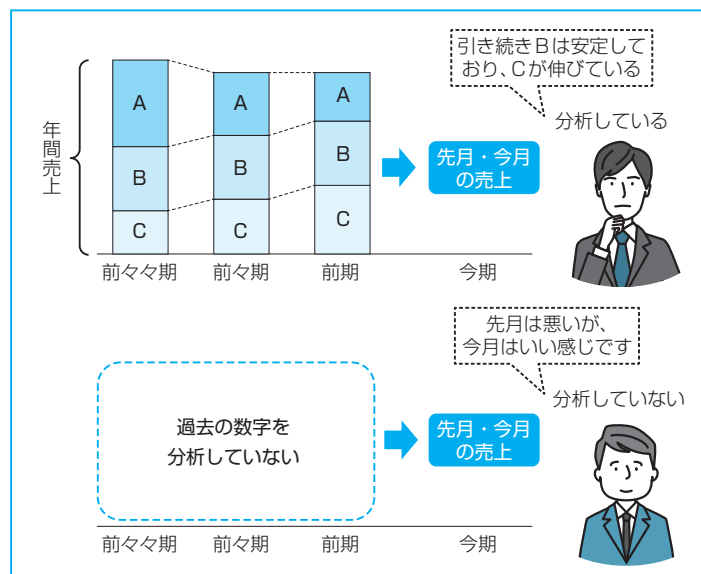 引き続きBは安定して
おり、Cが伸びている
分析している
年間売上
A
A
A
B
B
B
C
C
C
先月・今月
の売上
前々々期
前々期
前期
今期
先月は悪いが、
今月はいい感じです
分析していない
過去の数字を
分析していない
先月・今月
の売上
前々々期
前々期
前期
今期